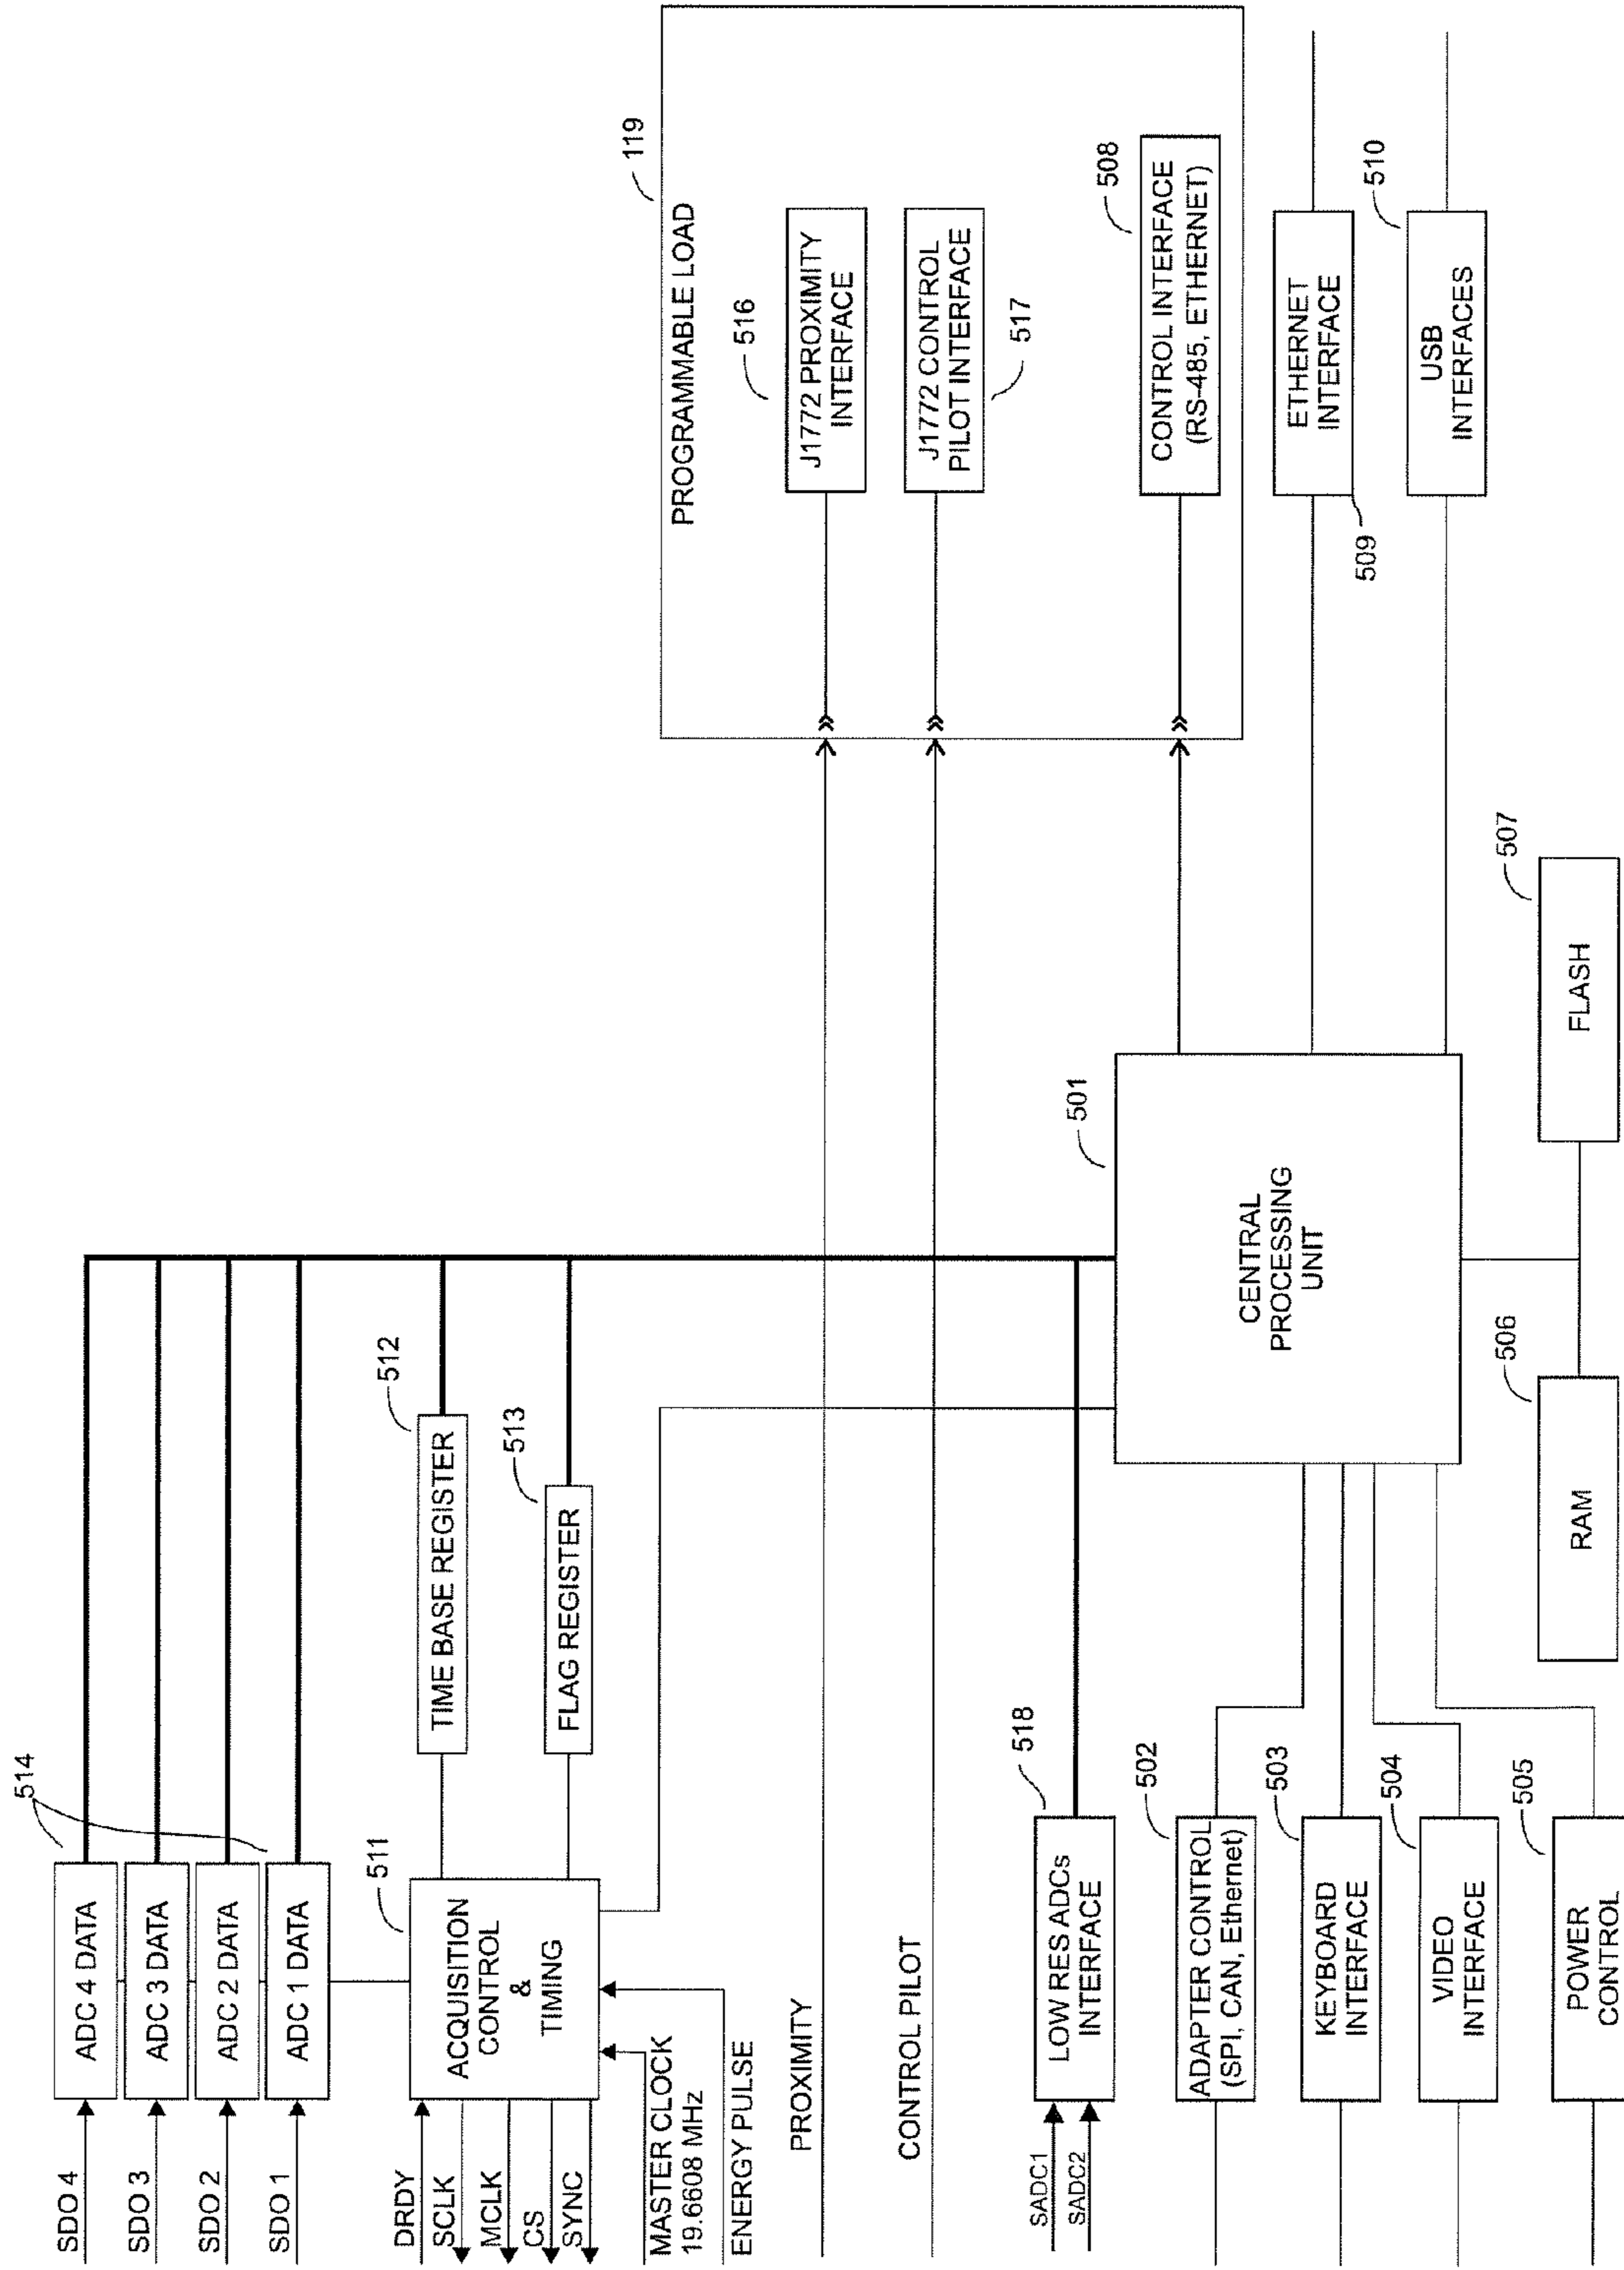 SDO 4
SDO 3
SDO 2
SDO 1
514
ADC 4 DATA
ADC 3 DATA
ADC 2 DATA
ADC 1 DATA
DRDY
SCLK
MCLK
CS
SYNC
511
ACQUISITION
CONTROL
&
TIMING
MASTER CLOCK
19.6608 MHz
ENERGY PULSE
512
TIME BASE REGISTER
513
FLAG REGISTER
PROXIMITY
CONTROL PILOT
119
PROGRAMMABLE LOAD
516
J1772 PROXIMITY
INTERFACE
J1772 CONTROL
PILOT INTERFACE
517
508
CONTROL INTERFACE
(RS-485, ETHERNET)
SADC1
SADC2
518
LOW RES ADCs
INTERFACE
502
ADAPTER CONTROL
(SPI, CAN, Ethernet)
503
KEYBOARD
INTERFACE
504
VIDEO
INTERFACE
505
POWER
CONTROL
501
CENTRAL
PROCESSING
UNIT
506
RAM
507
FLASH
ETHERNET
INTERFACE
509
510
USB
INTERFACES